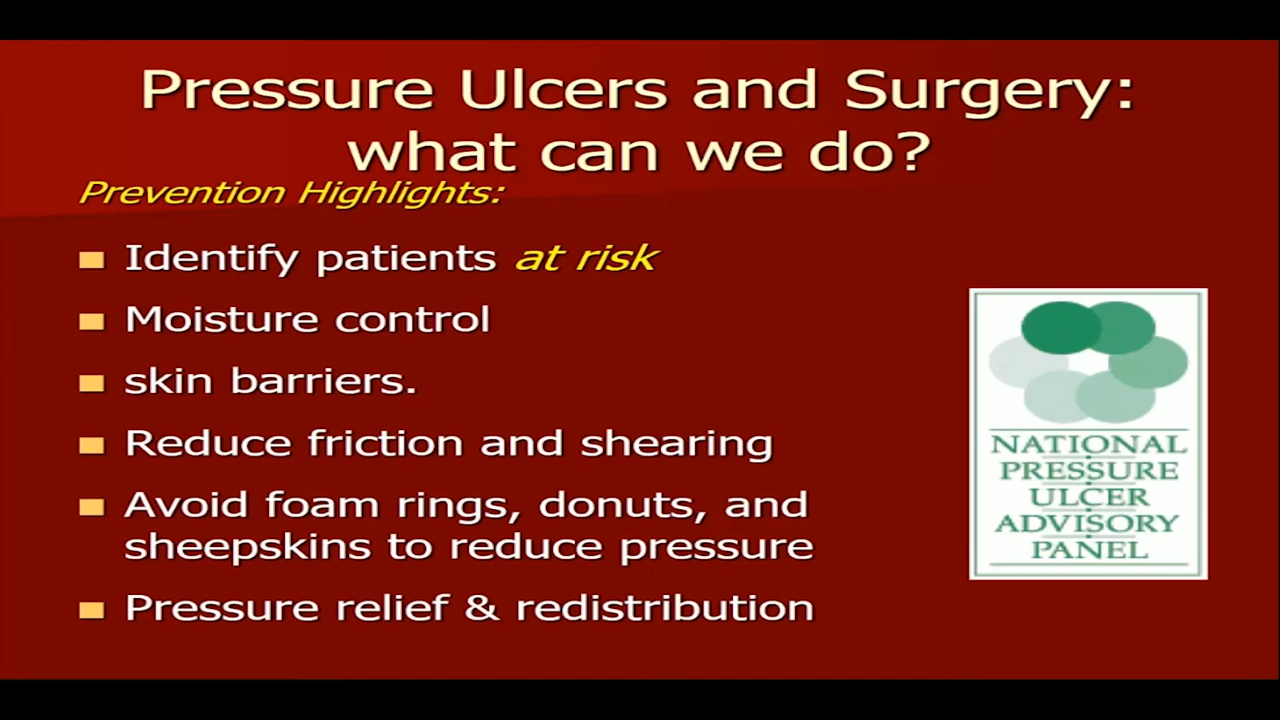 Pressure Ulcers and Surgery:
what can we do?
Prevention Highlights:
Identify patients at risk
Moisture control
skin barriers.
Reduce friction and shearing
Avoid foam rings, donuts, and
sheepskins to reduce pressure
Pressure relief & redistribution
NATIONAL
PRESSURE
ULCER
ADVISORY
PANEL